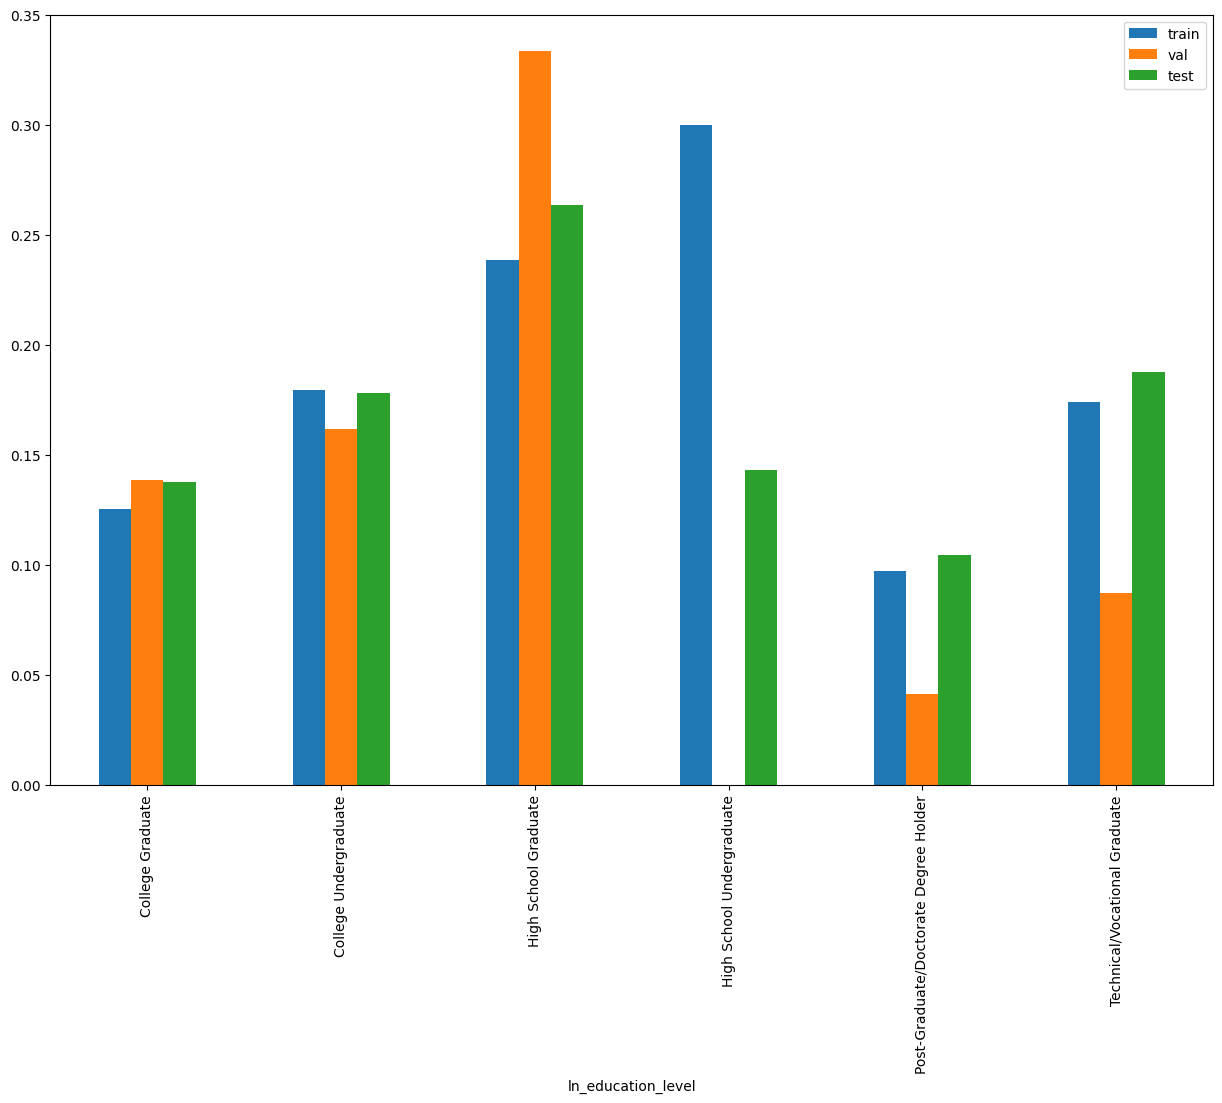 0.35
0.30
0.25
0.20
0.15
0.10
0.05
0.00
train
val
test
College Graduate
College Undergraduate
High School Graduate
High School Undergraduate
Post-Graduate/Doctorate Degree Holder
Technical/Vocational Graduate
ln_education_level